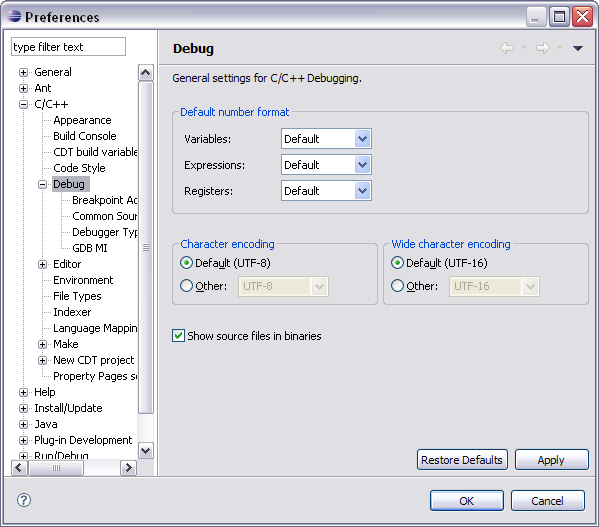 Preferences
type filter text
General
Ant
C/C++
Appearance
Build Console
CDT build variable
Code Style
Debug
Breakpoint Ac
Common Sour
Debugger Typ
GDB MI
Editor
Environment
File Types
Indexer
Language Mappin
Make
New CDT project
Property Pages se
Help
Install/Update
Java
Plug-in Development
Run/Debug
Debug
General settings for C/C++ Debugging.
Default number format
Variables: Default
Expressions: Default
Registers: Default
Character encoding
Default (UTF-8)
Other: UTF-8
Wide character encoding
Default (UTF-16)
Other: UTF-16
Show source files in binaries
Restore Defaults Apply
? OK Cancel